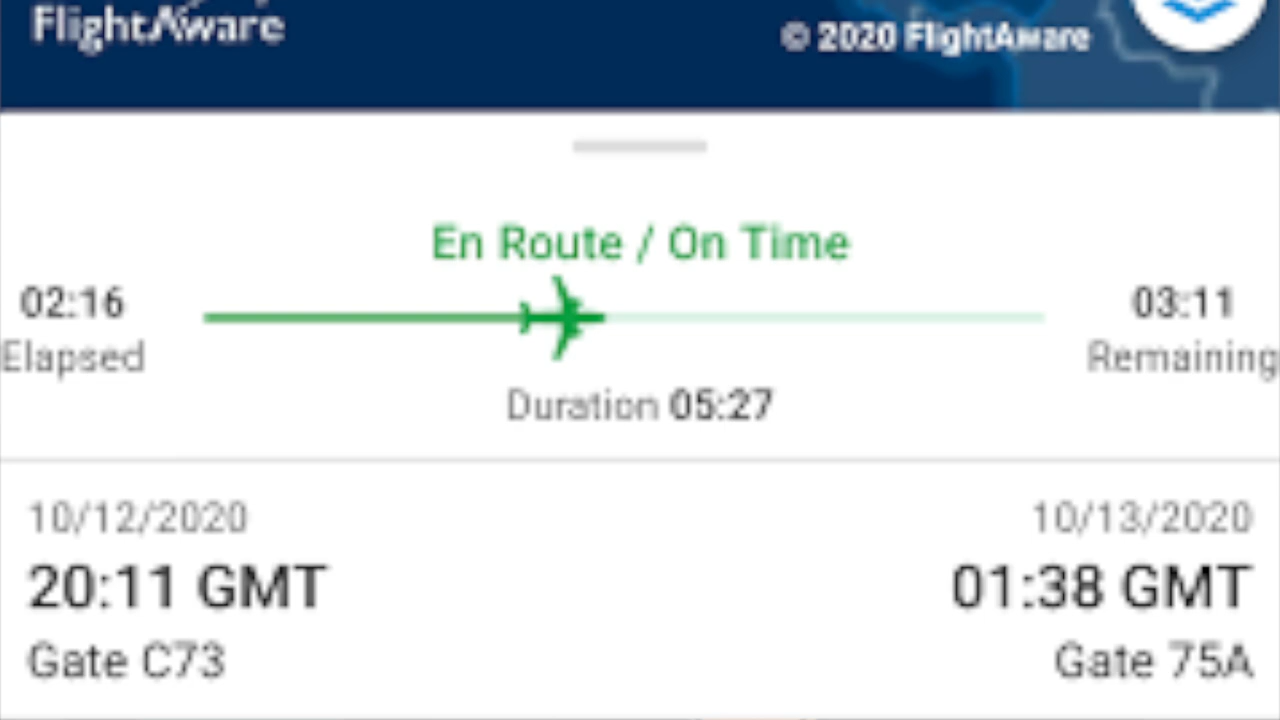 FlightAware
© 2020 FlightAware
En Route / On Time
02:16
Elapsed
03:11
Remaining
Duration 05:27
10/12/2020
20:11 GMT
Gate C73
10/13/2020
01:38 GMT
Gate 75A